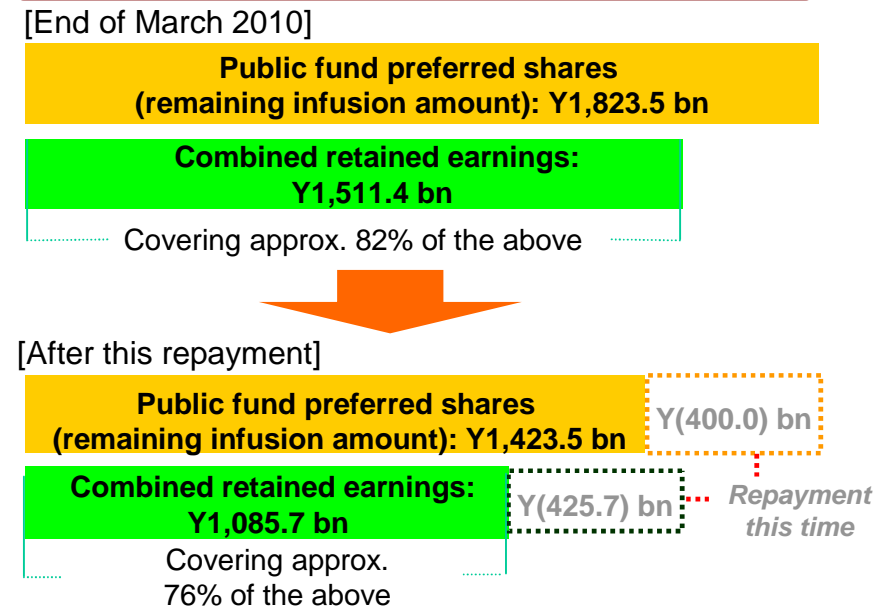 [End of March 2010]
Public fund preferred shares
(remaining infusion amount): Y1,823.5 bn
Combined retained earnings:
Y1,511.4 bn
Covering approx. 82% of the above
[After this repayment]
Public fund preferred shares
(remaining infusion amount): Y1,423.5 bn
Y(400.0) bn
Combined retained earnings:
Y1,085.7 bn
Y(425.7) bn
Repayment
this time
Covering approx.
76% of the above